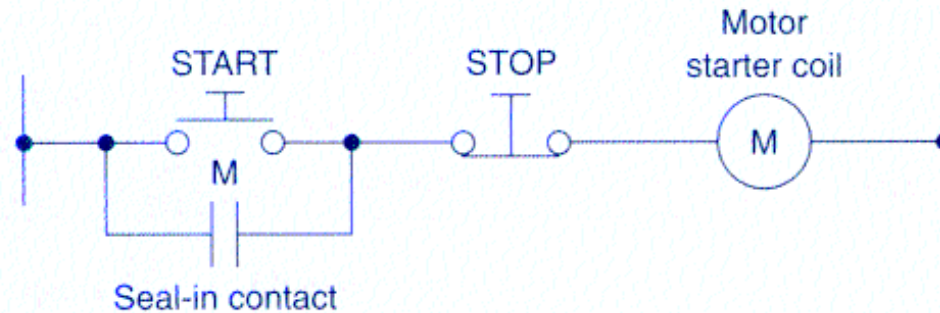 START
STOP
Motor
starter coil
M
M
Seal-in contact